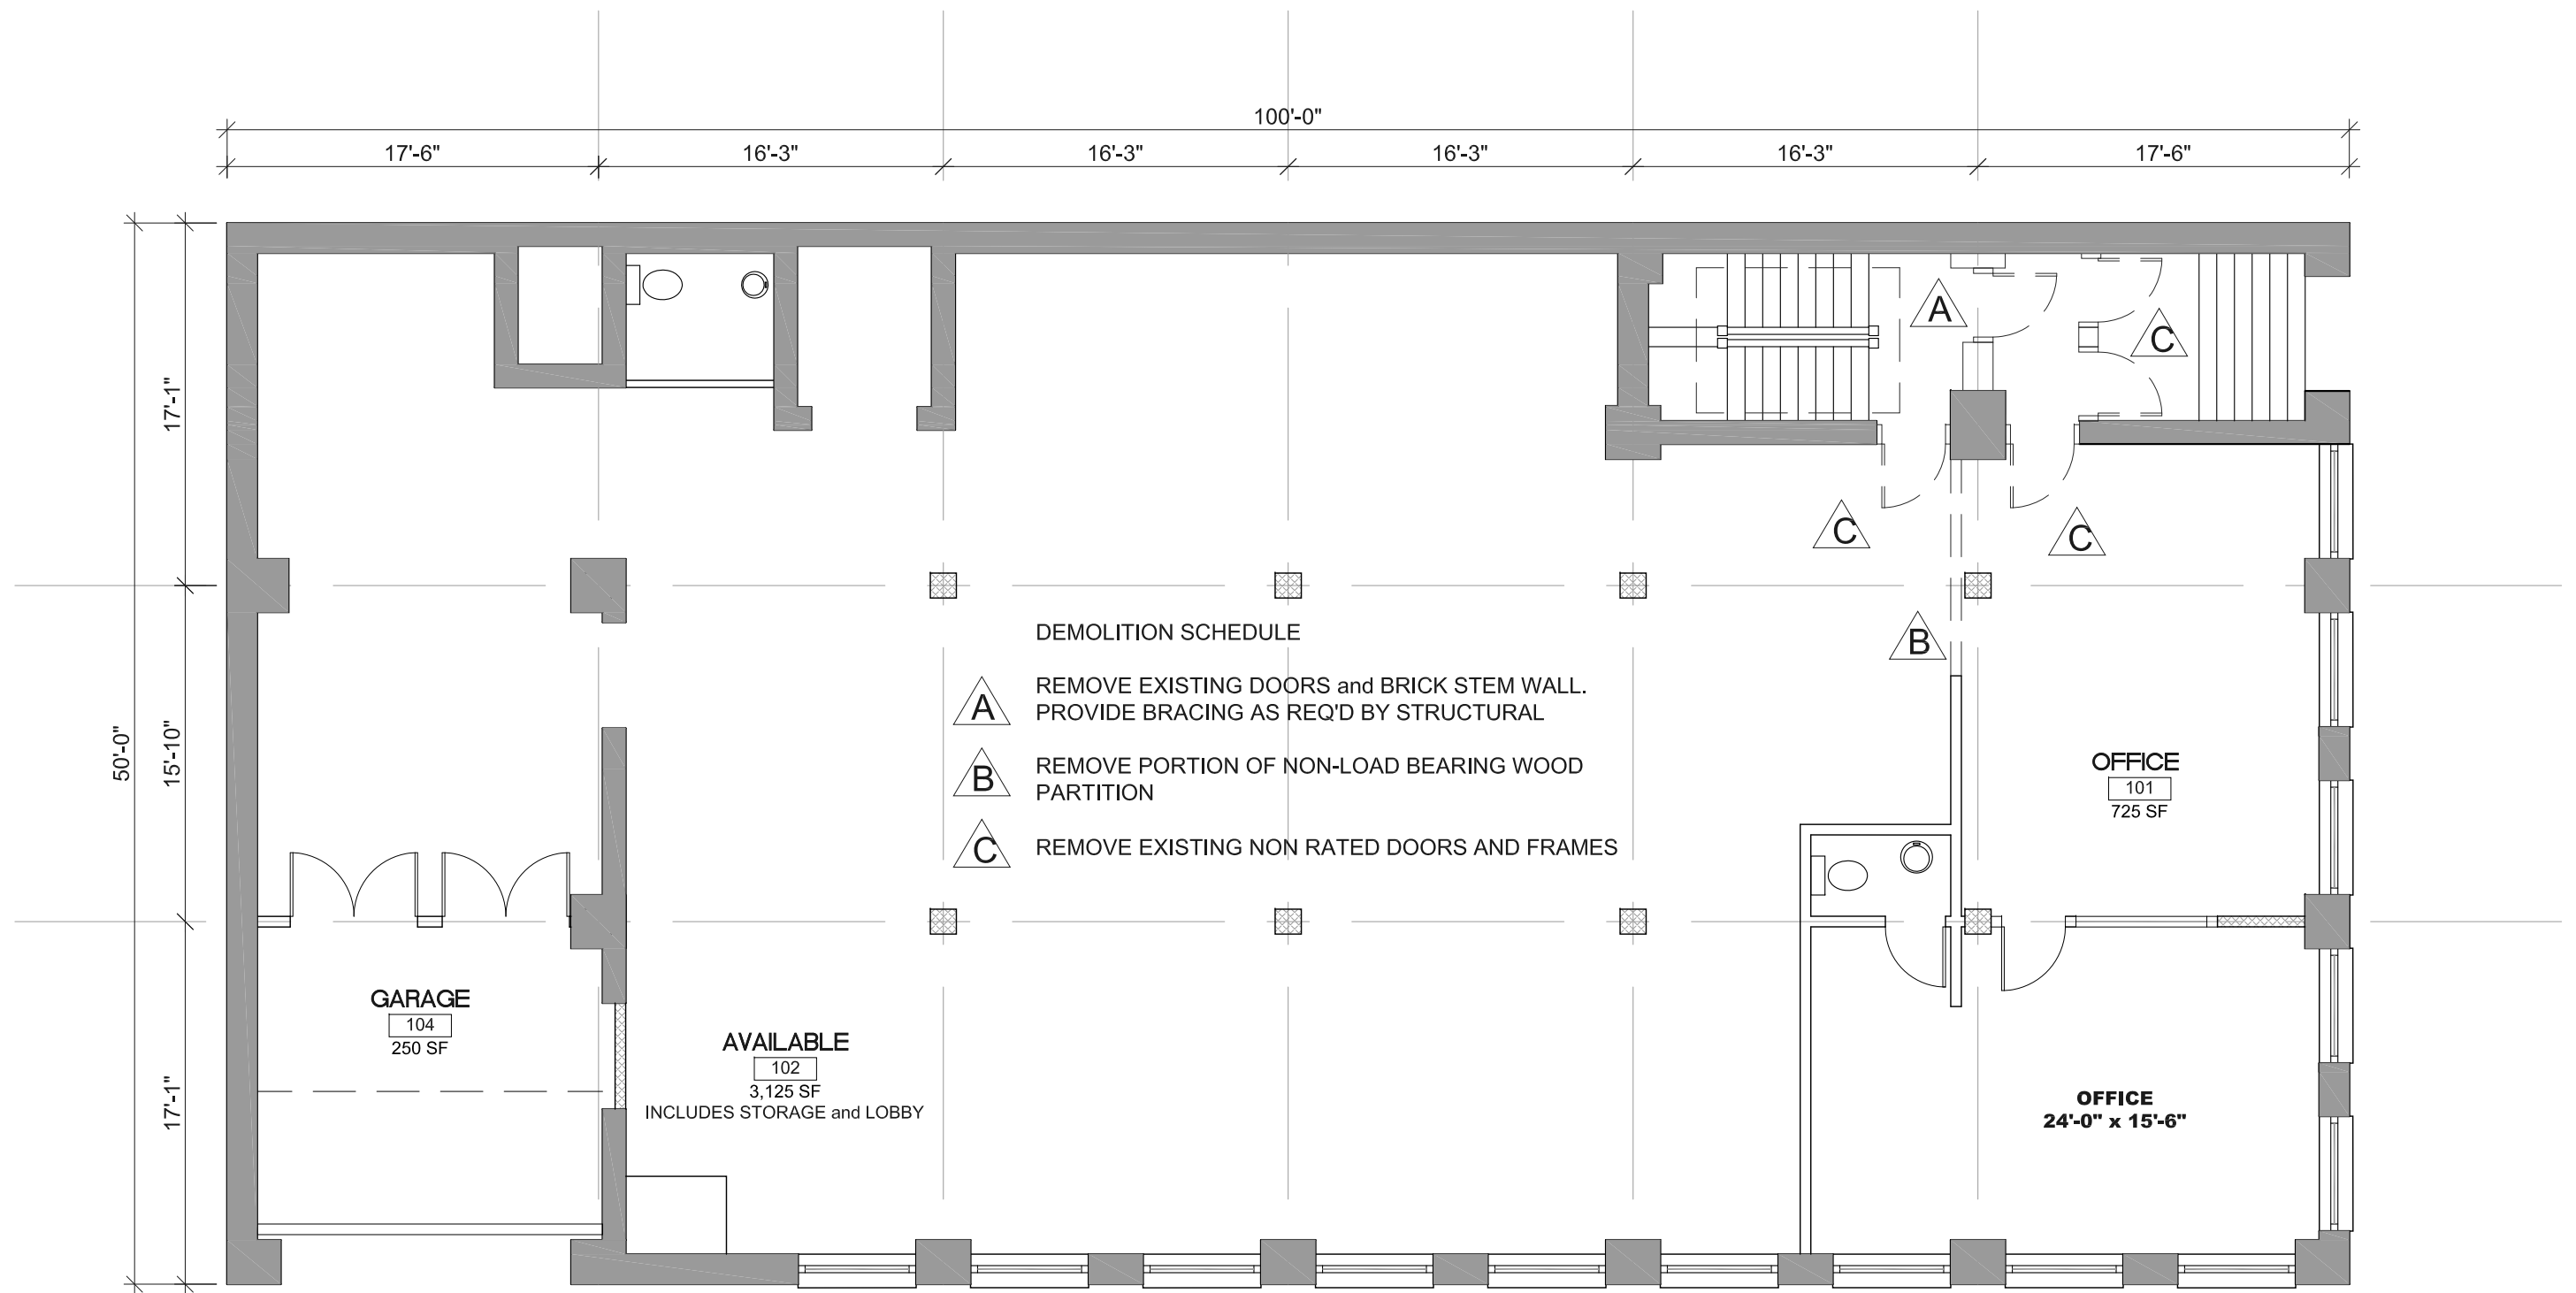 100'-0"
17'-6"
16'-3"
16'-3"
16'-3"
16'-3"
17'-6"
50'-0"
17'-1"
15'-10"
17'-1"
A
C
C
C
B
DEMOLITION SCHEDULE
A
REMOVE EXISTING DOORS and BRICK STEM WALL.
PROVIDE BRACING AS REQ'D BY STRUCTURAL
B
REMOVE PORTION OF NON-LOAD BEARING WOOD
PARTITION
C
REMOVE EXISTING NON RATED DOORS AND FRAMES
OFFICE
101
725 SF
GARAGE
104
250 SF
AVAILABLE
102
3,125 SF
INCLUDES STORAGE and LOBBY
OFFICE
24'-0" x 15'-6"